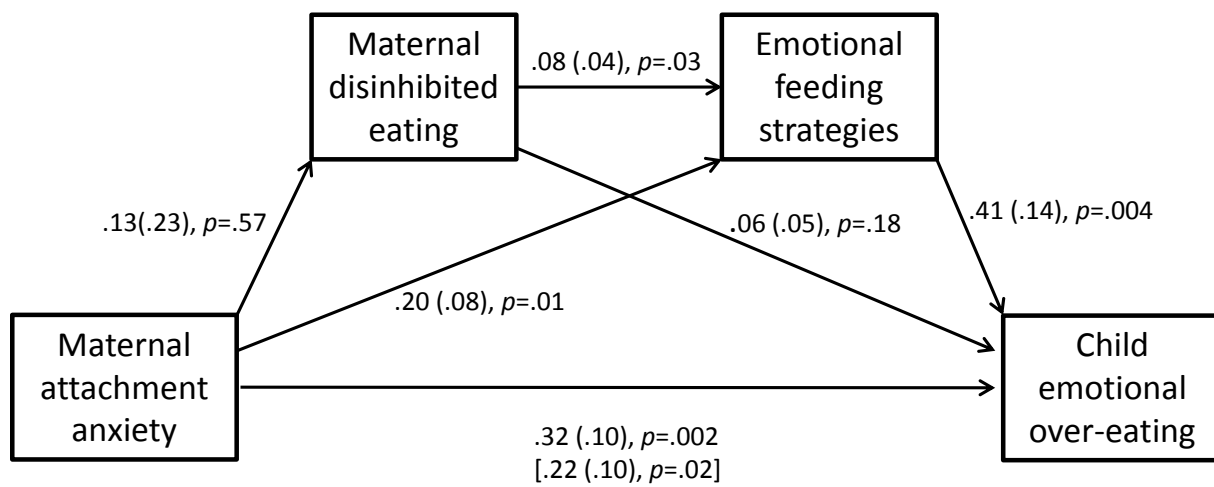 Maternal
disinhibited
eating
.08 (.04), p=.03
Emotional
feeding
strategies
.13(.23), p=.57
.06 (.05), p=.18
.41 (.14), p=.004
.20 (.08), p=.01
Maternal
attachment
anxiety
Child
emotional
over-eating
.32 (.10), p=.002
[.22 (.10), p=.02]